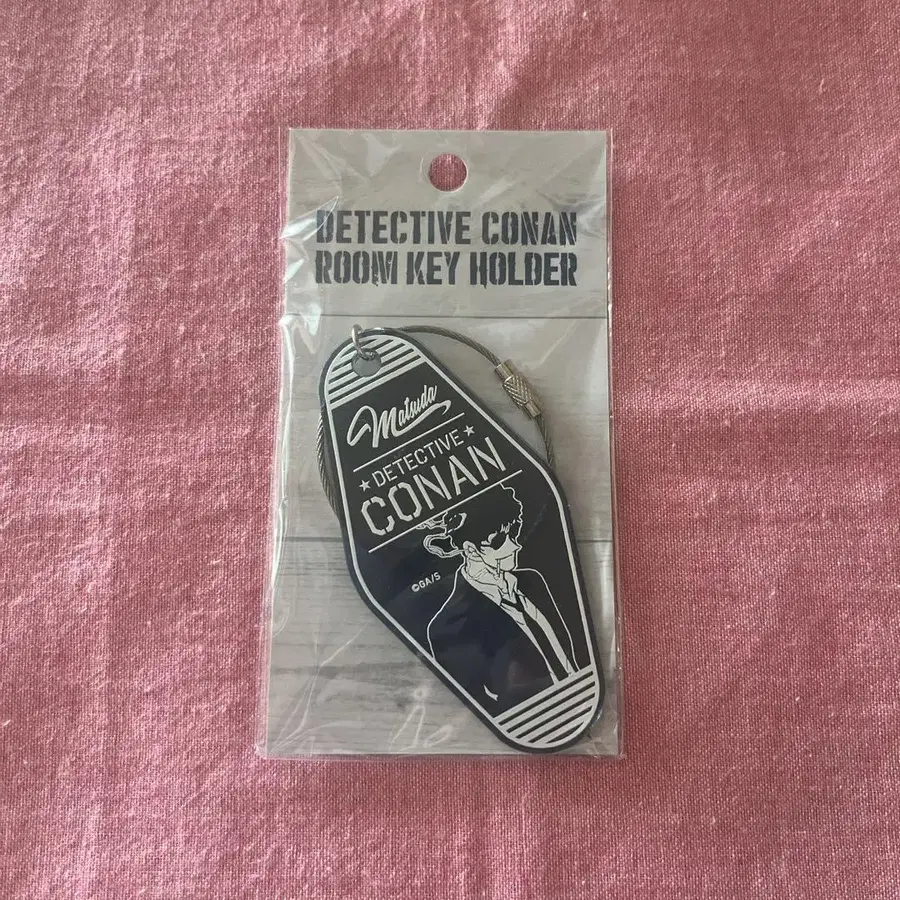 DETECTIVE CONAN
ROOM KEY HOLDER
Matsuda
★DETECTIVE★
CONAN
©GA/S